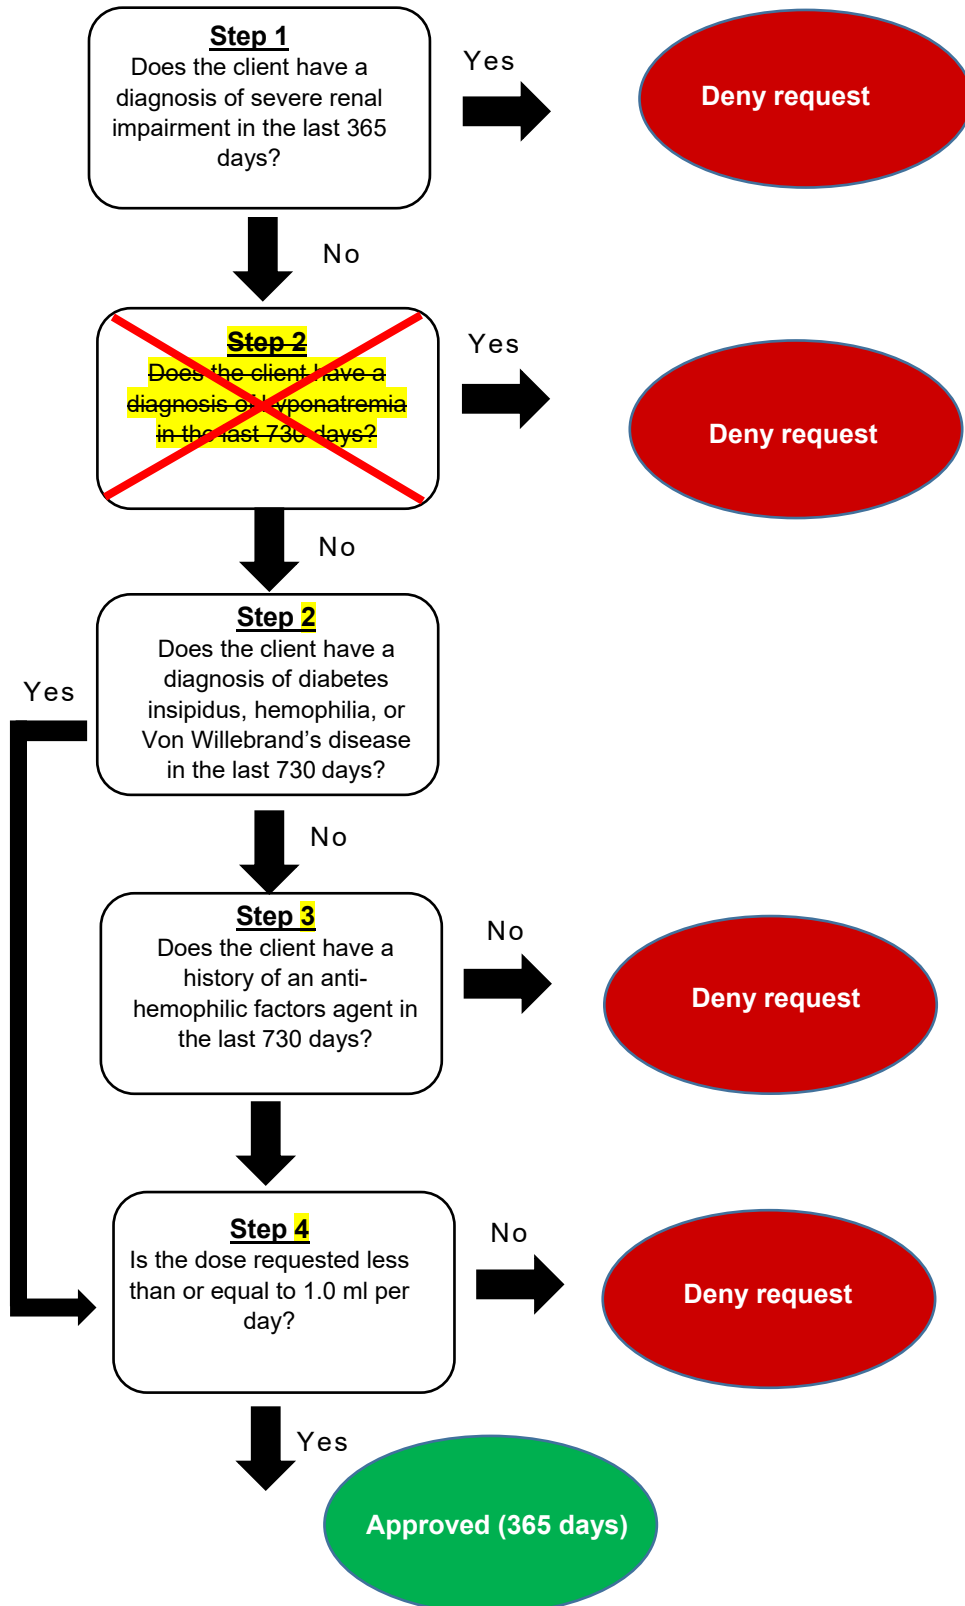 Step 1
Does the client have a
diagnosis of severe renal
impairment in the last 365
days?
Yes
Deny request
No
Step 2
Does the client have a
diagnosis of hyponatremia
in the last 730 days?
Yes
Deny request
No
Step 2
Does the client have a
diagnosis of diabetes
insipidus, hemophilia, or
Von Willebrand’s disease
in the last 730 days?
Yes
No
Step 3
Does the client have a
history of an anti-
hemophilic factors agent in
the last 730 days?
No
Deny request
Step 4
Is the dose requested less
than or equal to 1.0 ml per
day?
No
Deny request
Yes
Approved (365 days)